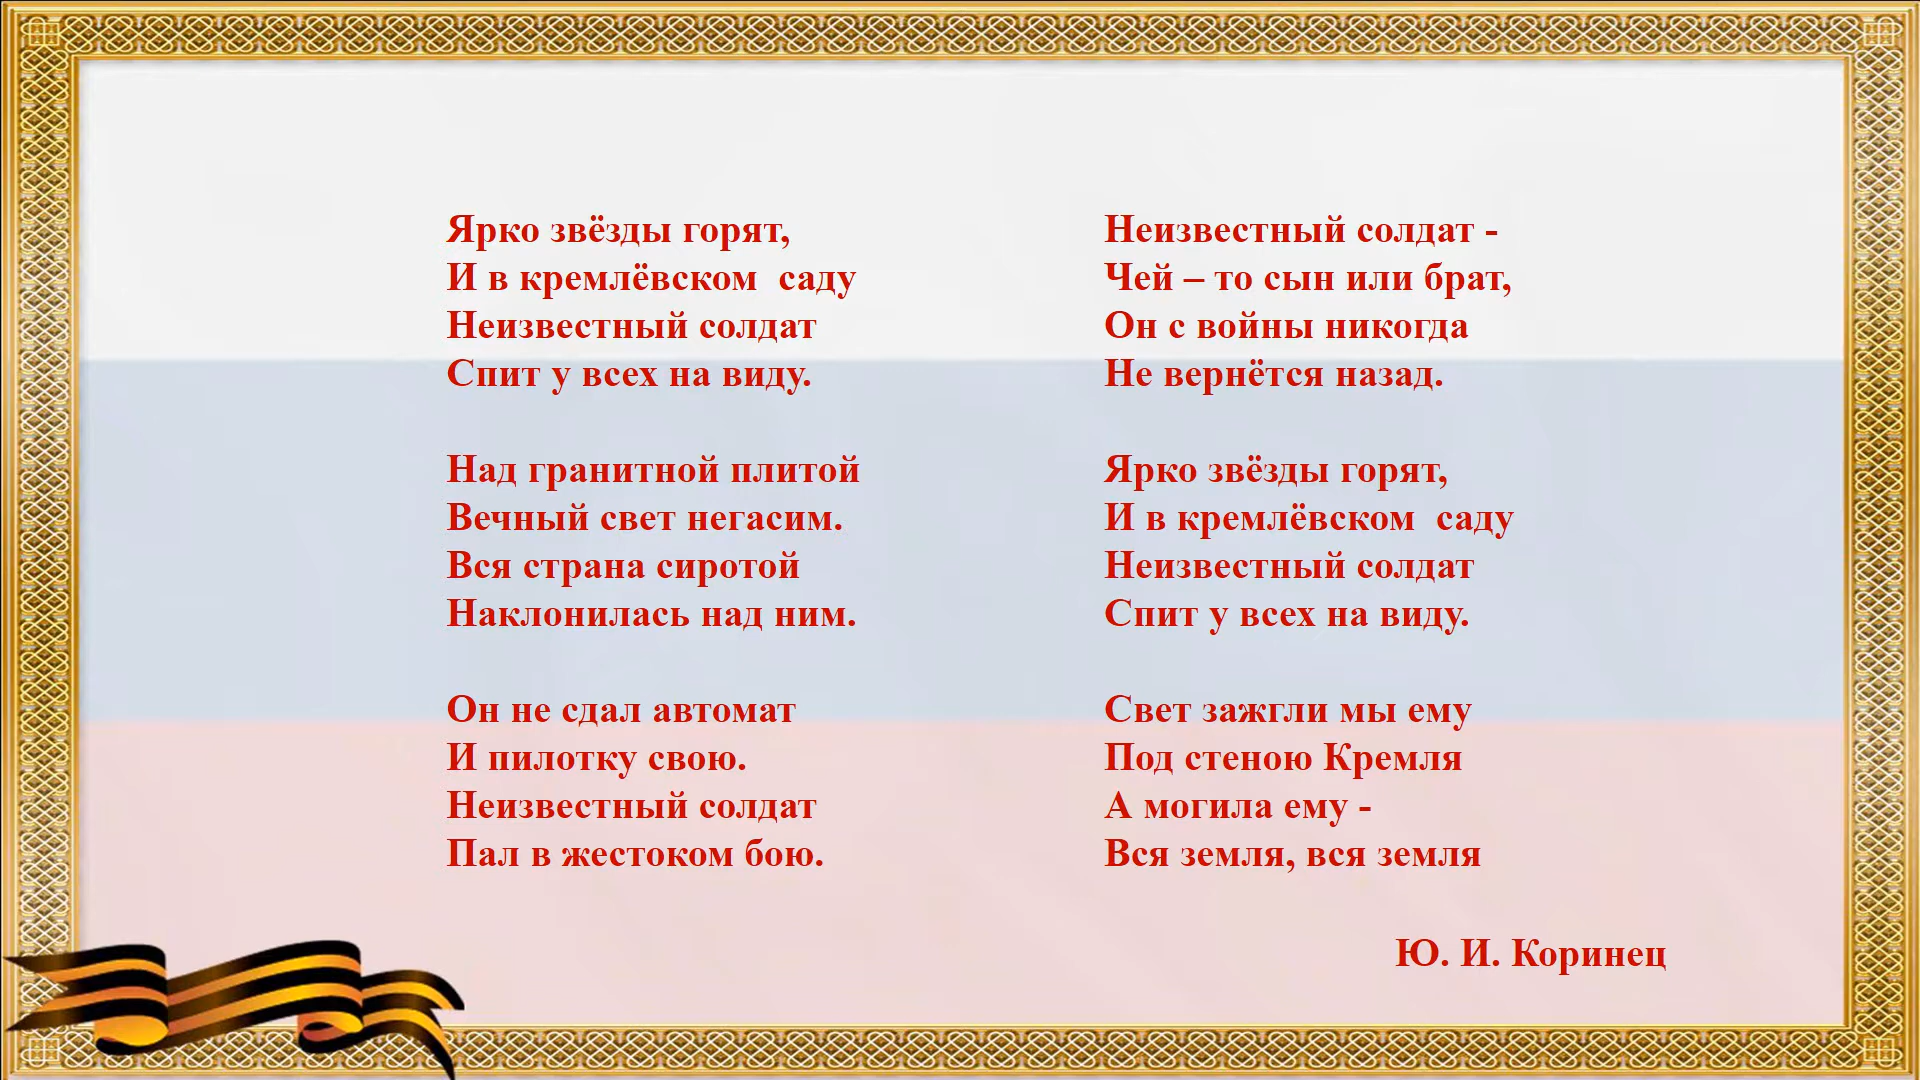 Ярко звёзды горят,
И в кремлёвском  саду
Неизвестный солдат
Спит у всех на виду.
Над гранитной плитой
Вечный свет негасим.
Вся страна сиротой
Наклонилась над ним.
Он не сдал автомат
И пилотку свою.
Неизвестный солдат
Пал в жестоком бою.
Неизвестный солдат -
Чей – то сын или брат,
Он с войны никогда
Не вернётся назад.
Ярко звёзды горят,
И в кремлёвском  саду
Неизвестный солдат
Спит у всех на виду.
Свет зажгли мы ему
Под стеною Кремля
А могила ему -
Вся земля, вся земля
Ю. И. Коринец